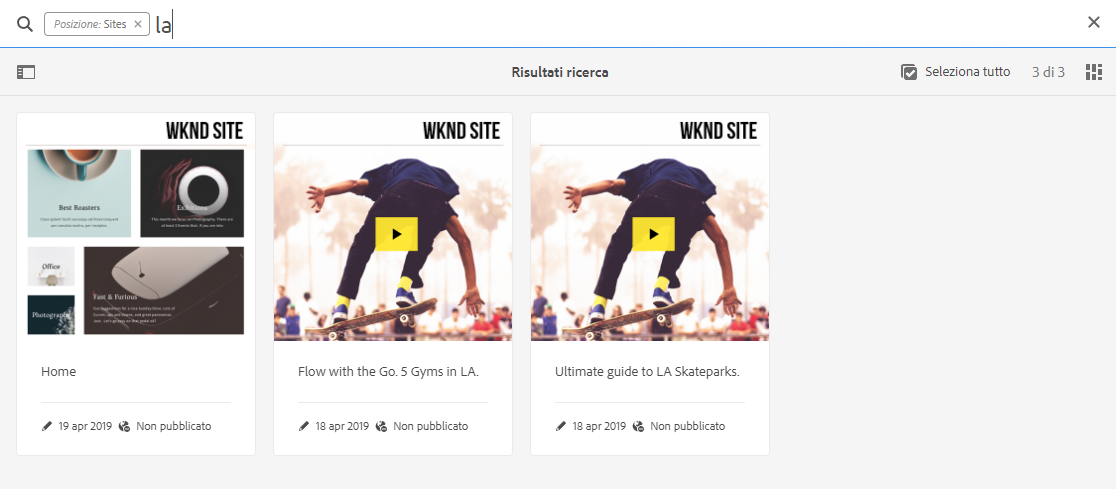 Posizione: Sites
la
Risultati ricerca
Seleziona tutto
3 di 3
WKND SITE
Best Roasters
Office
Fast & Furious
Photography
Home
19 apr 2019
Non pubblicato
WKND SITE
Flow with the Go. 5 Gyms in LA.
18 apr 2019
Non pubblicato
WKND SITE
Ultimate guide to LA Skateparks.
18 apr 2019
Non pubblicato